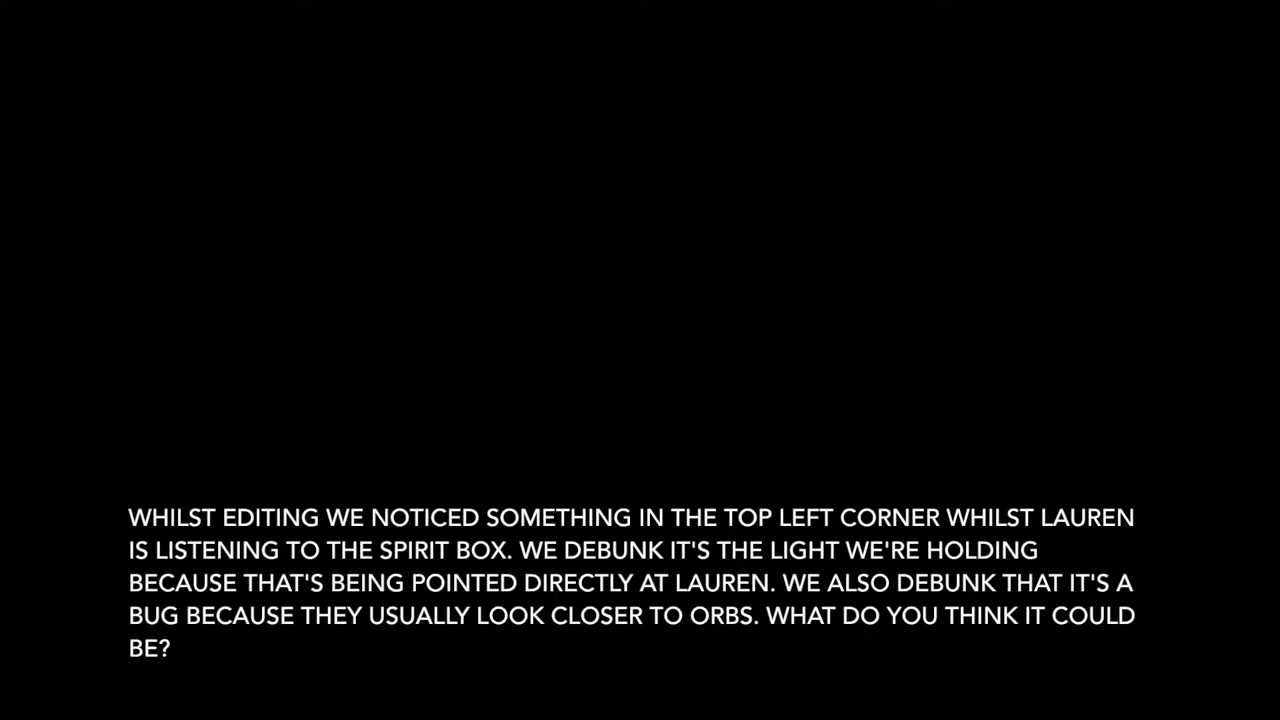 WHILST EDITING WE NOTICED SOMETHING IN THE TOP LEFT CORNER WHILST LAUREN
IS LISTENING TO THE SPIRIT BOX. WE DEBUNK IT'S THE LIGHT WE'RE HOLDING
BECAUSE THAT'S BEING POINTED DIRECTLY AT LAUREN. WE ALSO DEBUNK THAT IT'S A
BUG BECAUSE THEY USUALLY LOOK CLOSER TO ORBS. WHAT DO YOU THINK IT COULD
BE?